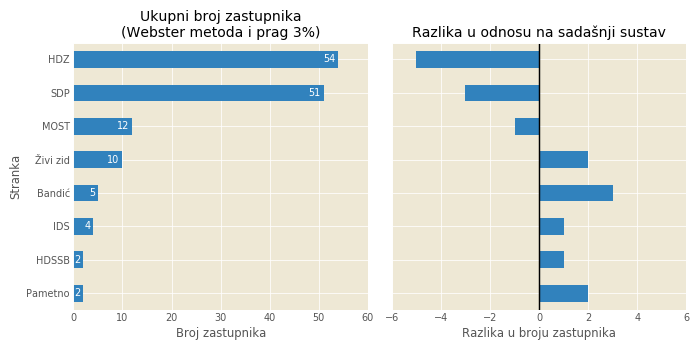 Ukupni broj zastupnika
(Webster metoda i prag 3%)
Stranka
HDZ
54
SDP
51
MOST
12
Živi zid
10
Bandić
5
IDS
4
HDSSB
2
Pametno
2
0 10 20 30 40 50 60
Broj zastupnika
Razlika u odnosu na sadašnji sustav
−6 −4 −2 0 2 4 6
Razlika u broju zastupnika